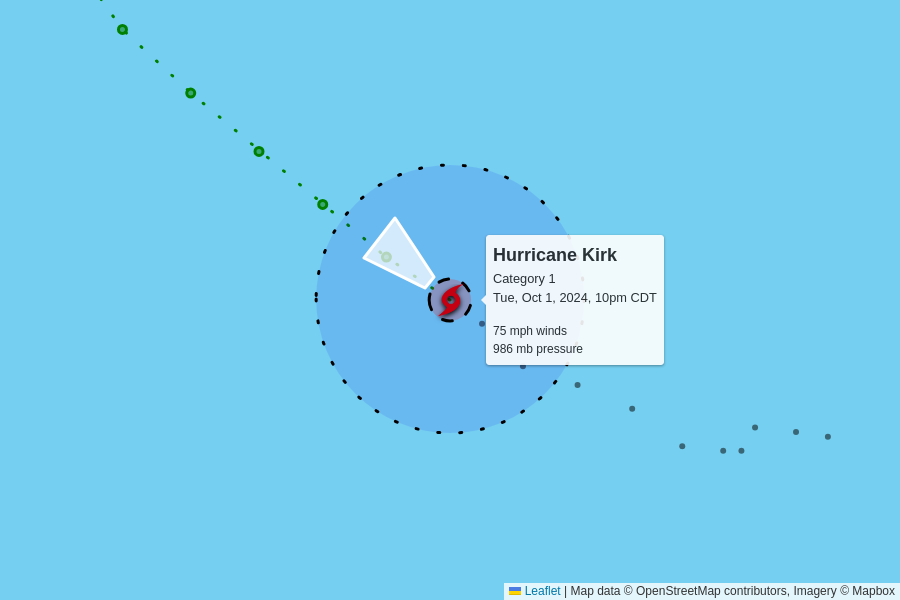 Hurricane Kirk
Category 1
Tue, Oct 1, 2024, 10pm CDT
75 mph winds
986 mb pressure
Leaflet | Map data © OpenStreetMap contributors, Imagery © Mapbox